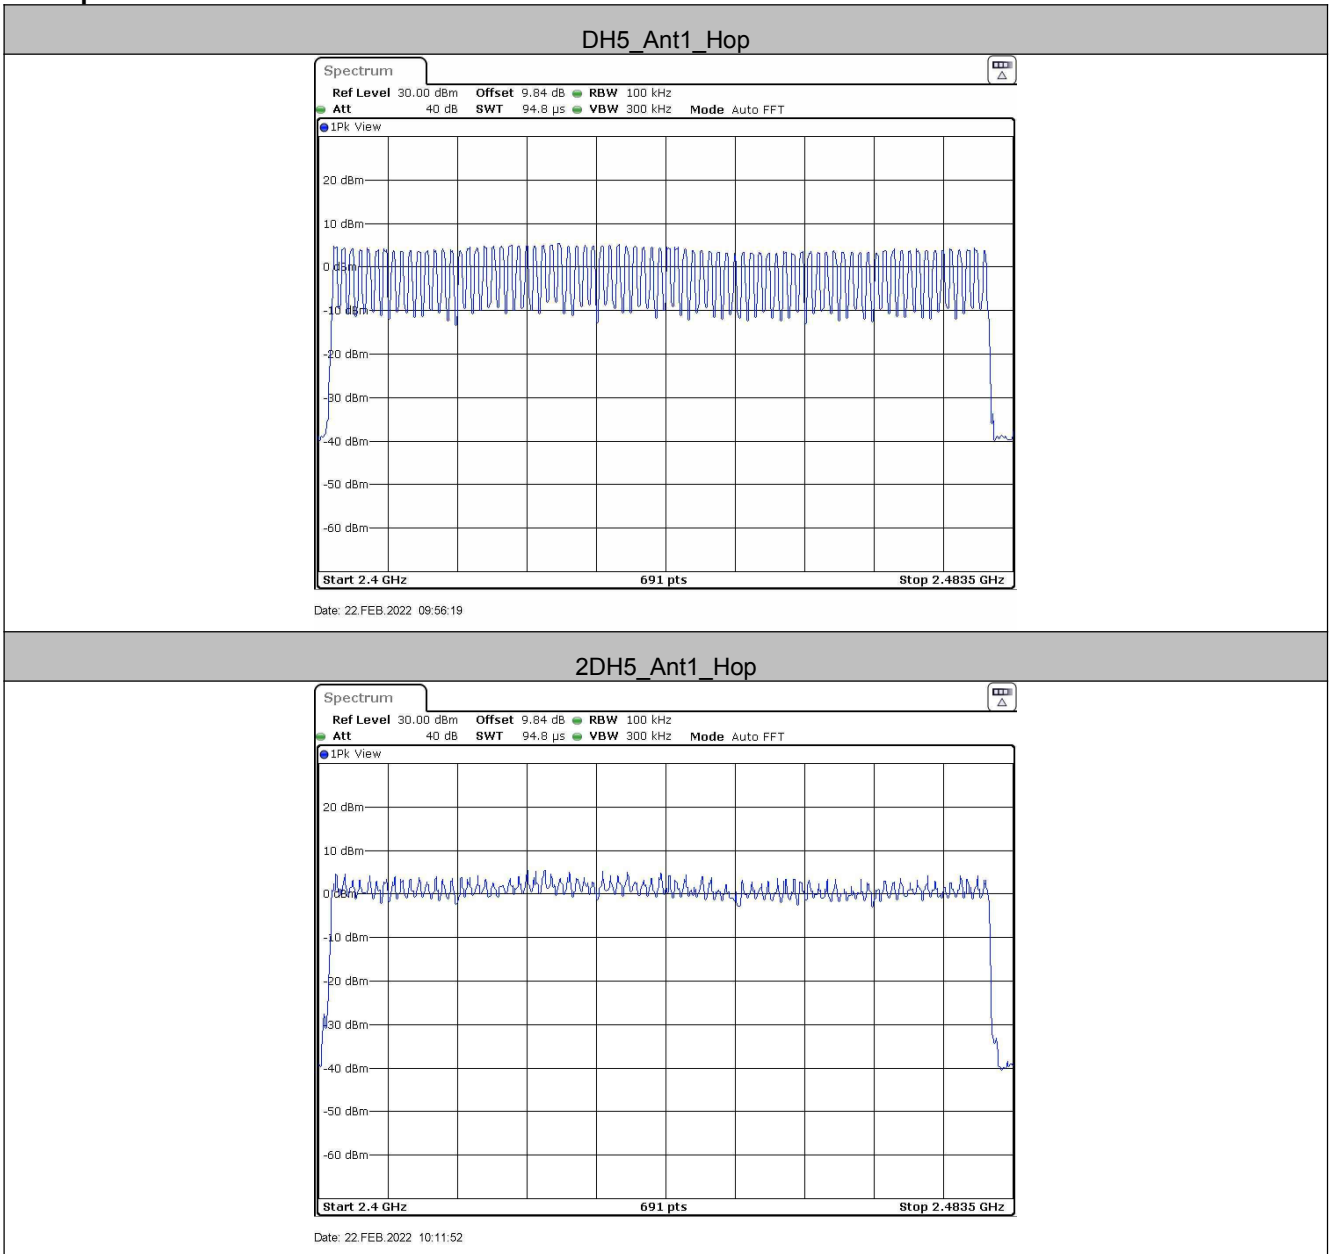 DH5_Ant1_Hop
Spectrum
Ref Level 30.00 dBm Offset 9.84 dB RBW 100 kHz
Att 40 dB SWT 94.8 µs VBW 300 kHz Mode Auto FFT
1Pk View
20 dBm
10 dBm
0 dBm
-10 dBm
-20 dBm
-30 dBm
-40 dBm
-50 dBm
-60 dBm
Start 2.4 GHz 691 pts Stop 2.4835 GHz
Date: 22.FEB.2022 09:56:19
2DH5_Ant1_Hop
Spectrum
Ref Level 30.00 dBm Offset 9.84 dB RBW 100 kHz
Att 40 dB SWT 94.8 µs VBW 300 kHz Mode Auto FFT
1Pk View
20 dBm
10 dBm
0 dBm
-10 dBm
-20 dBm
-30 dBm
-40 dBm
-50 dBm
-60 dBm
Start 2.4 GHz 691 pts Stop 2.4835 GHz
Date: 22.FEB.2022 10:11:52